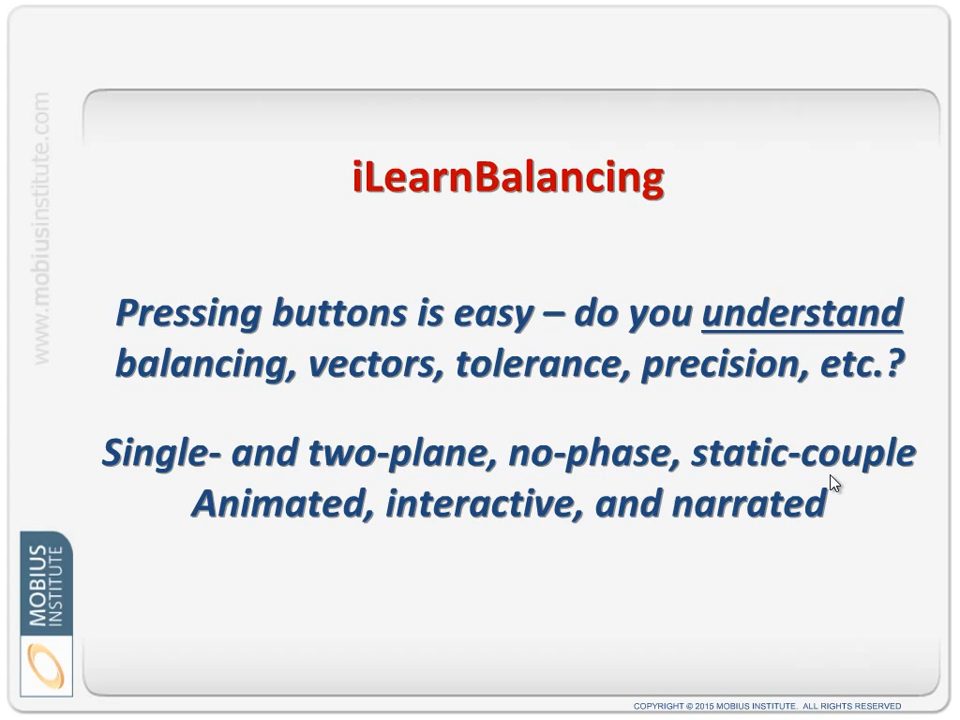 www.mobiusinstitute.com
iLearnBalancing
Pressing buttons is easy – do you understand
balancing, vectors, tolerance, precision, etc.?
Single- and two-plane, no-phase, static-couple
Animated, interactive, and narrated
MOBIUS
INSTITUTE
COPYRIGHT © 2015 MOBIUS INSTITUTE. ALL RIGHTS RESERVED